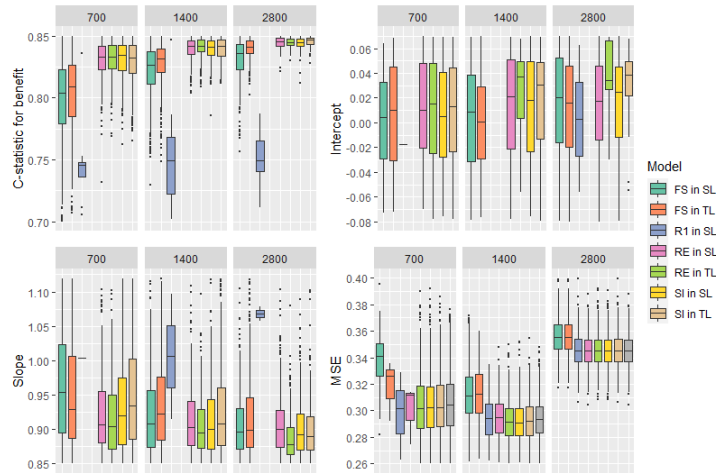 700 1400 2800
C-statistic for benefit
0.85
0.80
0.75
0.70
700 1400 2800
Intercept
0.06
0.04
0.02
0.00
-0.02
-0.04
-0.06
-0.08
Model
FS in SL
FS in TL
R1 in SL
RE in SL
RE in TL
SI in SL
SI in TL
700 1400 2800
Slope
1.10
1.05
1.00
0.95
0.90
0.85
700 1400 2800
MSE
0.40
0.38
0.36
0.34
0.32
0.30
0.28
0.26